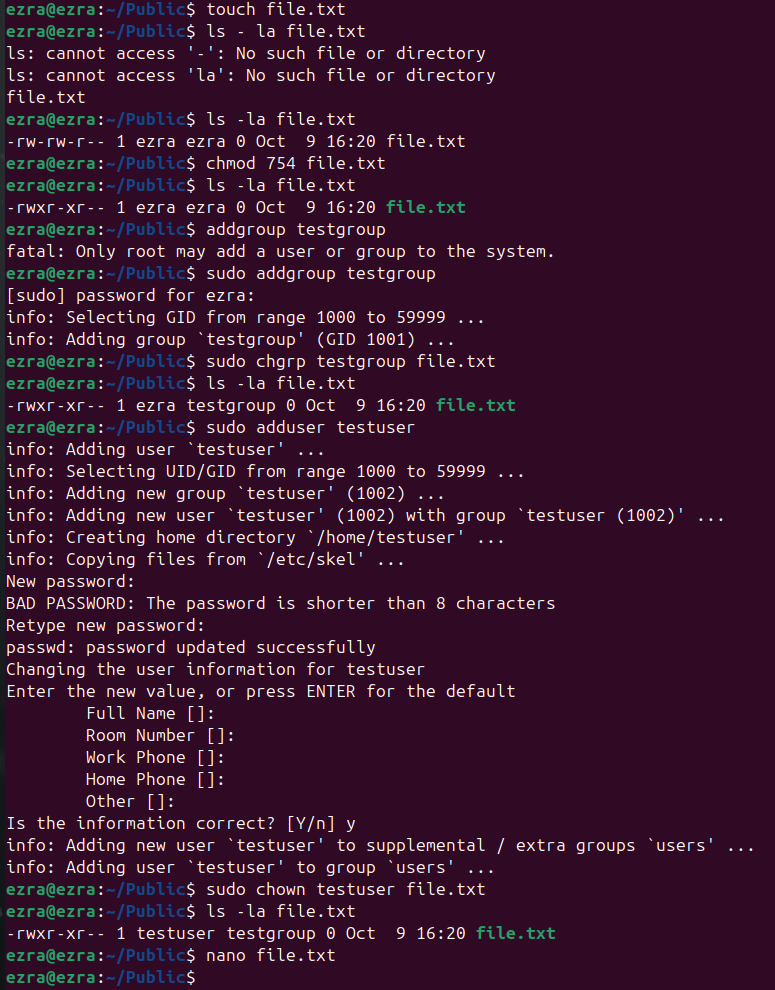 ezra@ezra:~/Public$ touch file.txt
ezra@ezra:~/Public$ ls - la file.txt
ls: cannot access '-': No such file or directory
ls: cannot access 'la': No such file or directory
file.txt
ezra@ezra:~/Public$ ls -la file.txt
-rw-rw-r-- 1 ezra ezra 0 Oct  9 16:20 file.txt
ezra@ezra:~/Public$ chmod 754 file.txt
ezra@ezra:~/Public$ ls -la file.txt
-rwxr-xr-- 1 ezra ezra 0 Oct  9 16:20 file.txt
ezra@ezra:~/Public$ addgroup testgroup
fatal: Only root may add a user or group to the system.
ezra@ezra:~/Public$ sudo addgroup testgroup
[sudo] password for ezra:
info: Selecting GID from range 1000 to 59999 ...
info: Adding group `testgroup' (GID 1001) ...
ezra@ezra:~/Public$ sudo chgrp testgroup file.txt
ezra@ezra:~/Public$ ls -la file.txt
-rwxr-xr-- 1 ezra testgroup 0 Oct  9 16:20 file.txt
ezra@ezra:~/Public$ sudo adduser testuser
info: Adding user `testuser' ...
info: Selecting UID/GID from range 1000 to 59999 ...
info: Adding new group `testuser' (1002) ...
info: Adding new user `testuser' (1002) with group `testuser (1002)' ...
info: Creating home directory `/home/testuser' ...
info: Copying files from `/etc/skel' ...
New password:
BAD PASSWORD: The password is shorter than 8 characters
Retype new password:
passwd: password updated successfully
Changing the user information for testuser
Enter the new value, or press ENTER for the default
        Full Name []:
        Room Number []:
        Work Phone []:
        Home Phone []:
        Other []:
Is the information correct? [Y/n] y
info: Adding new user `testuser' to supplemental / extra groups `users' ...
info: Adding user `testuser' to group `users' ...
ezra@ezra:~/Public$ sudo chown testuser file.txt
ezra@ezra:~/Public$ ls -la file.txt
-rwxr-xr-- 1 testuser testgroup 0 Oct  9 16:20 file.txt
ezra@ezra:~/Public$ nano file.txt
ezra@ezra:~/Public$